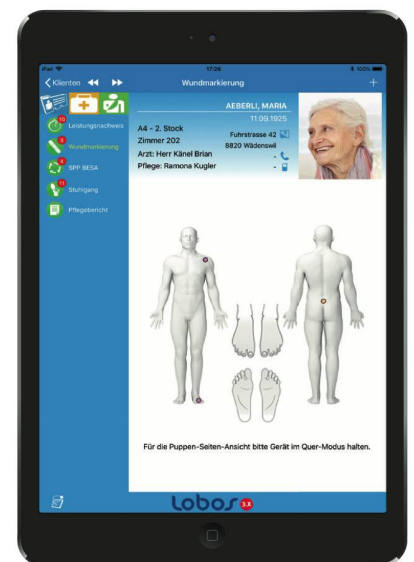 iPad
17:26
100%
Klienten
Wundmarkierung
+
AEBERLI, MARIA
11.09.1925
A4 - 2. Stock
Zimmer 202
Arzt: Herr Känel Brian
Pflege: Ramona Kugler
Fuhrstrasse 42
8820 Wädenswil
-
-
10
Leistungsnachweis
3
Wundmarkierung
SPP BESA
11
Stuhlgang
Pflegebericht
Für die Puppen-Seiten-Ansicht bitte Gerät im Quer-Modus halten.
Lobos 3.X